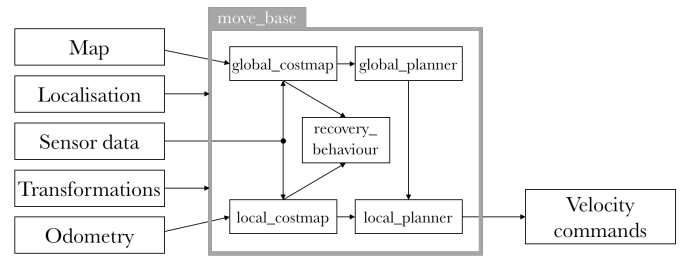 move_base
Map
global_costmap
global_planner
Localisation
Sensor data
recovery_
behaviour
Transformations
local_costmap
local_planner
Velocity
commands
Odometry